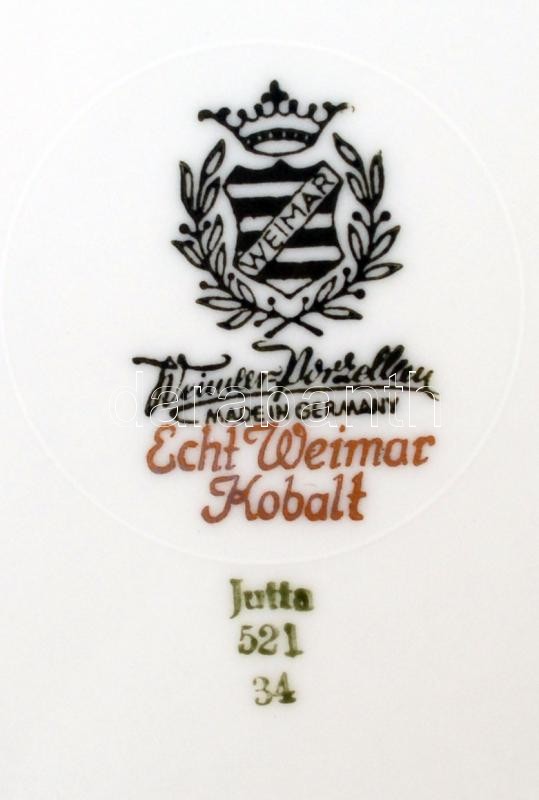 WEIMAR
Weimar-Porzellan
MADE IN GERMANY
darabanth
Echt Weimar
Kobalt
Jutta
521
34